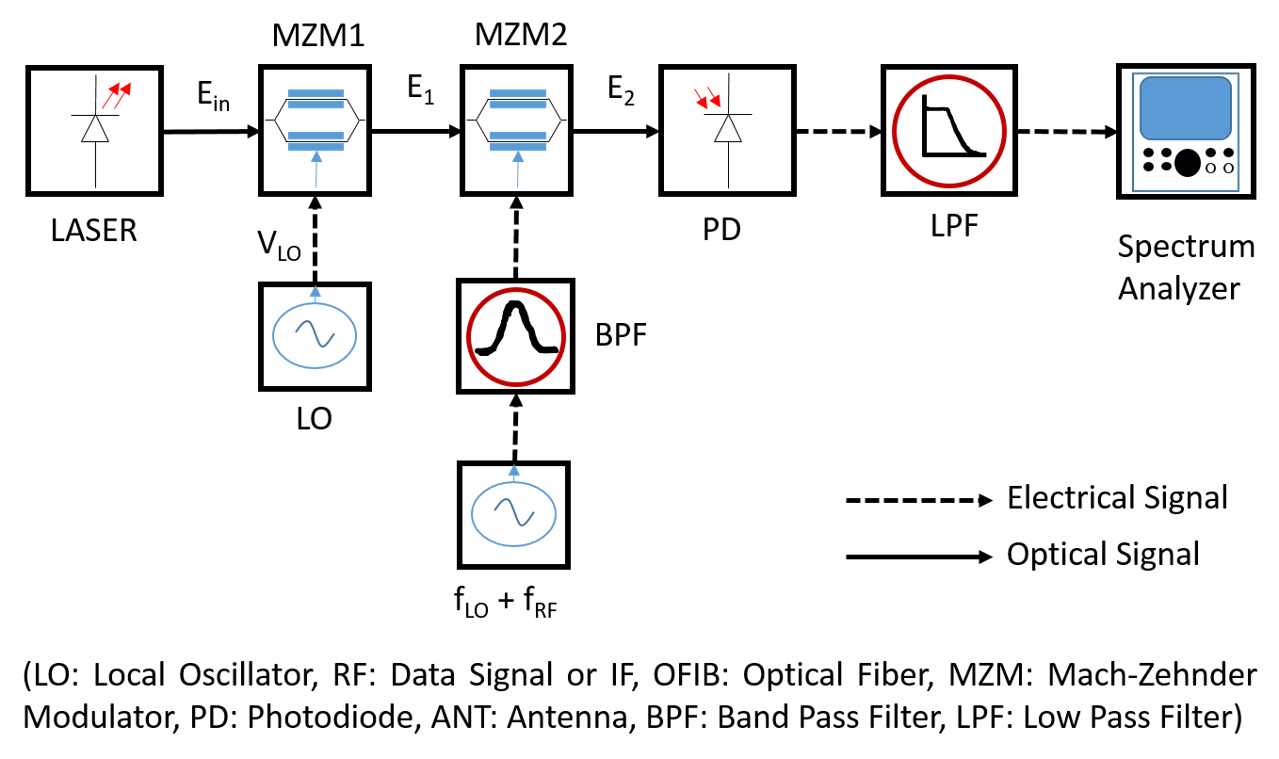 MZM1
MZM2
E_in
E_1
E_2
LASER
PD
LPF
Spectrum
Analyzer
V_LO
BPF
LO
Electrical Signal
Optical Signal
f_LO + f_RF
(LO: Local Oscillator, RF: Data Signal or IF, OFIB: Optical Fiber, MZM: Mach-Zehnder
Modulator, PD: Photodiode, ANT: Antenna, BPF: Band Pass Filter, LPF: Low Pass Filter)